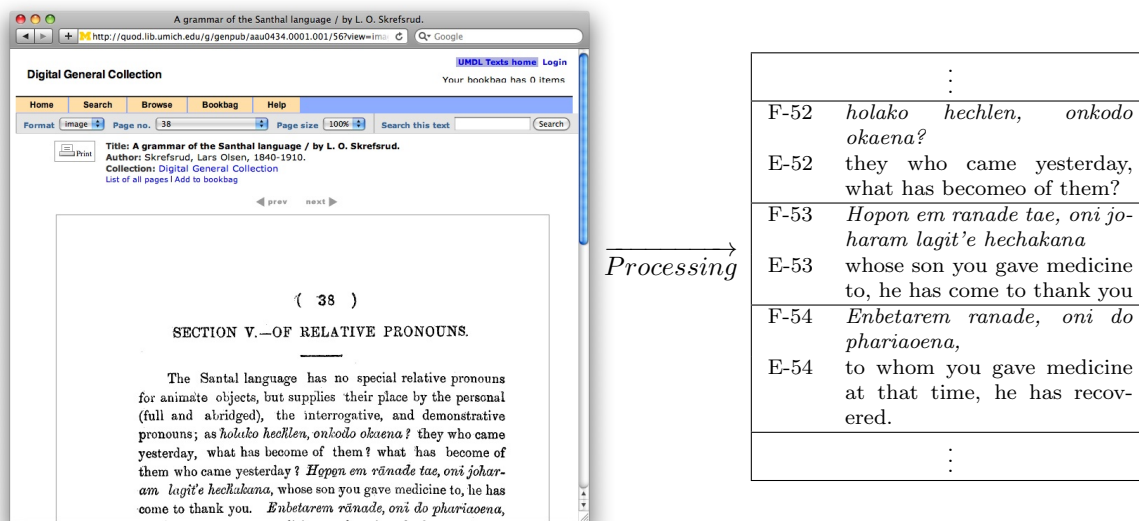 A grammar of the Santhal language / by L. O. Skrefsrud.
http://quod.lib.umich.edu/g/genpub/aau0434.0001.001/56?view=ima
Google
UMDL Texts home Login
Digital General Collection
Your bookbag has 0 items
Home Search Browse Bookbag Help
Format image Page no. 38 Page size 100% Search this text Search
Print
Title: A grammar of the Santhal language / by L. O. Skrefsrud.
Author: Skrefsrud, Lars Olsen, 1840-1910.
Collection: Digital General Collection
List of all pages | Add to bookbag
prev next
( 38 )
SECTION V.—OF RELATIVE PRONOUNS.
The Santal language has no special relative pronouns
for animate objects, but supplies their place by the personal
(full and abridged), the interrogative, and demonstrative
pronouns; as holako hechlen, onkodo okaena? they who came
yesterday, what has become of them? what has become of
them who came yesterday? Hopon em rānade tae, oni johar-
am lagit'e hechakana, whose son you gave medicine to, he has
come to thank you. Enbetarem rānade, oni do phariaoena,
Processing
F-52 holako hechlen, onkodo
okaena?
E-52 they who came yesterday,
what has becomeo of them?
F-53 Hopon em ranade tae, oni jo-
haram lagit'e hechakana
E-53 whose son you gave medicine
to, he has come to thank you
F-54 Enbetarem ranade, oni do
phariaoena,
E-54 to whom you gave medicine
at that time, he has recov-
ered.